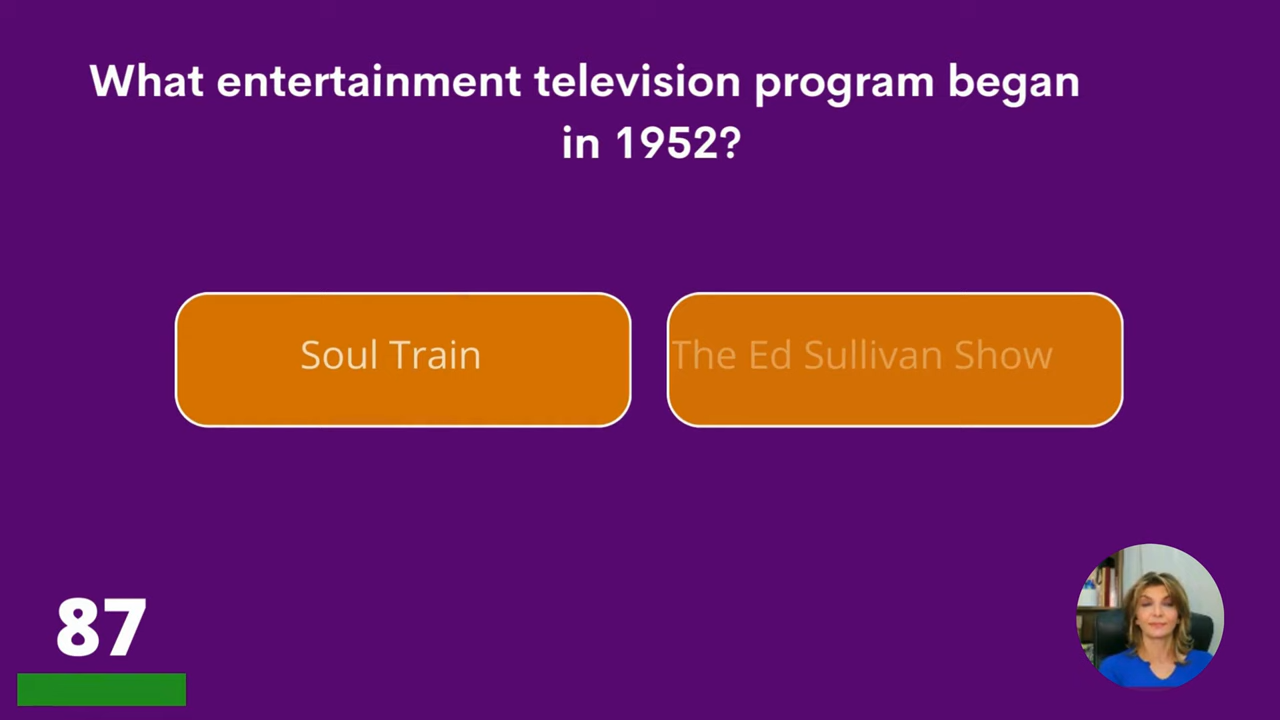 What entertainment television program began
in 1952?
Soul Train
The Ed Sullivan Show
87